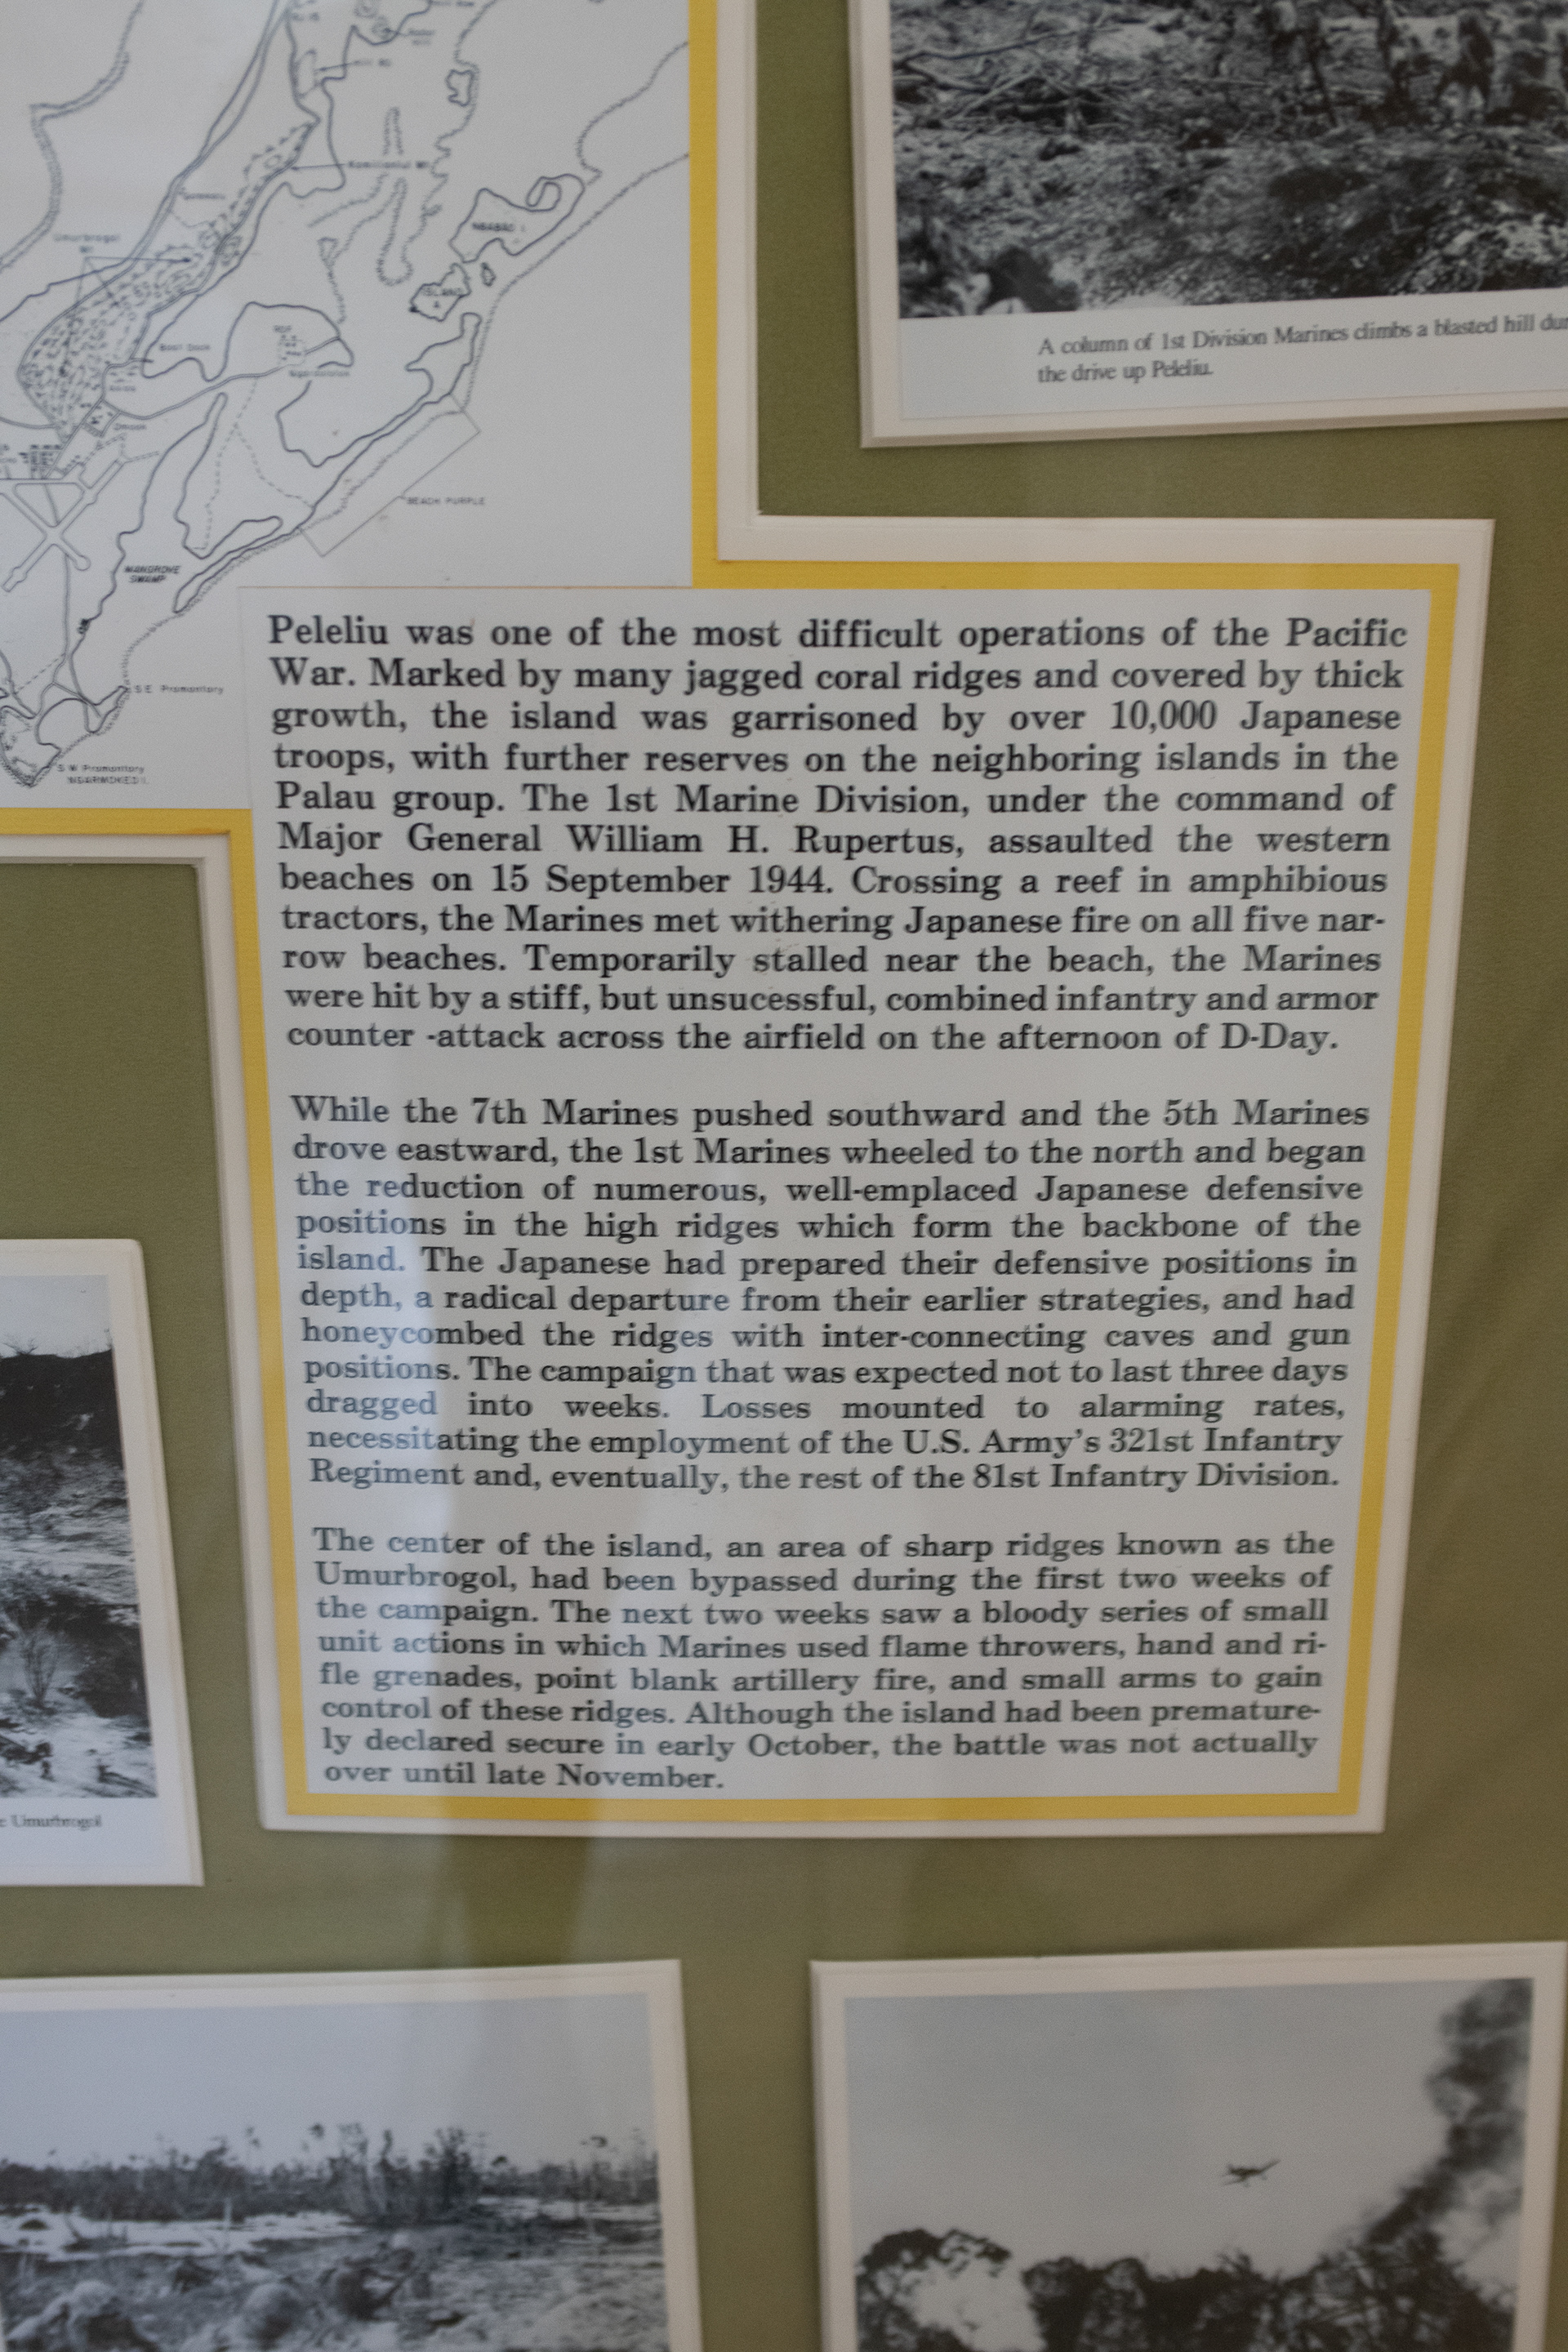 Umurbrogol
NGABAD I.
ISLAND
A
BEACH PURPLE
MANGROVE
SWAMP
S E Promontory
S W Promontory
NGARMOKED I.
A column of 1st Division Marines climbs a blasted hill
the drive up Peleliu.
Peleliu was one of the most difficult operations of the Pacific
War. Marked by many jagged coral ridges and covered by thick
growth, the island was garrisoned by over 10,000 Japanese
troops, with further reserves on the neighboring islands in the
Palau group. The 1st Marine Division, under the command of
Major General William H. Rupertus, assaulted the western
beaches on 15 September 1944. Crossing a reef in amphibious
tractors, the Marines met withering Japanese fire on all five nar-
row beaches. Temporarily stalled near the beach, the Marines
were hit by a stiff, but unsucessful, combined infantry and armor
counter -attack across the airfield on the afternoon of D-Day.
While the 7th Marines pushed southward and the 5th Marines
drove eastward, the 1st Marines wheeled to the north and began
the reduction of numerous, well-emplaced Japanese defensive
positions in the high ridges which form the backbone of the
island. The Japanese had prepared their defensive positions in
depth, a radical departure from their earlier strategies, and had
honeycombed the ridges with inter-connecting caves and gun
positions. The campaign that was expected not to last three days
dragged into weeks. Losses mounted to alarming rates,
necessitating the employment of the U.S. Army's 321st Infantry
Regiment and, eventually, the rest of the 81st Infantry Division.
The center of the island, an area of sharp ridges known as the
Umurbrogol, had been bypassed during the first two weeks of
the campaign. The next two weeks saw a bloody series of small
unit actions in which Marines used flame throwers, hand and ri-
fle grenades, point blank artillery fire, and small arms to gain
control of these ridges. Although the island had been premature-
ly declared secure in early October, the battle was not actually
over until late November.
Umurbrogol